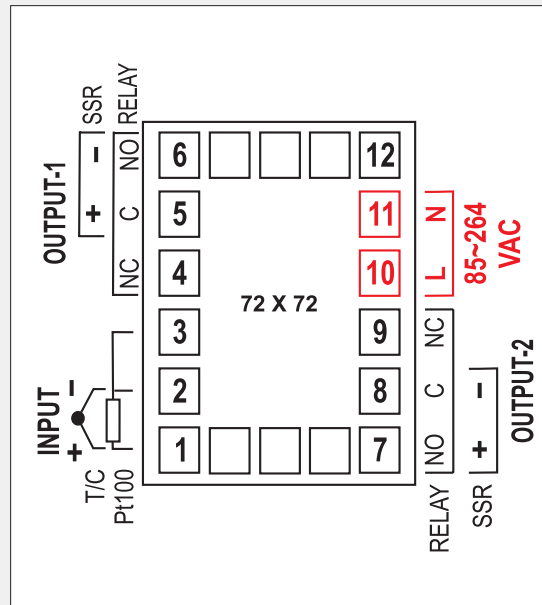 OUTPUT-1
SSR
+ −
RELAY
NC C NO
INPUT
+ −
T/C
Pt100
6
5
4
3
2
1
72 X 72
12
11
10
9
8
7
L N
85~264
VAC
RELAY
NO C NC
SSR
+ −
OUTPUT-2